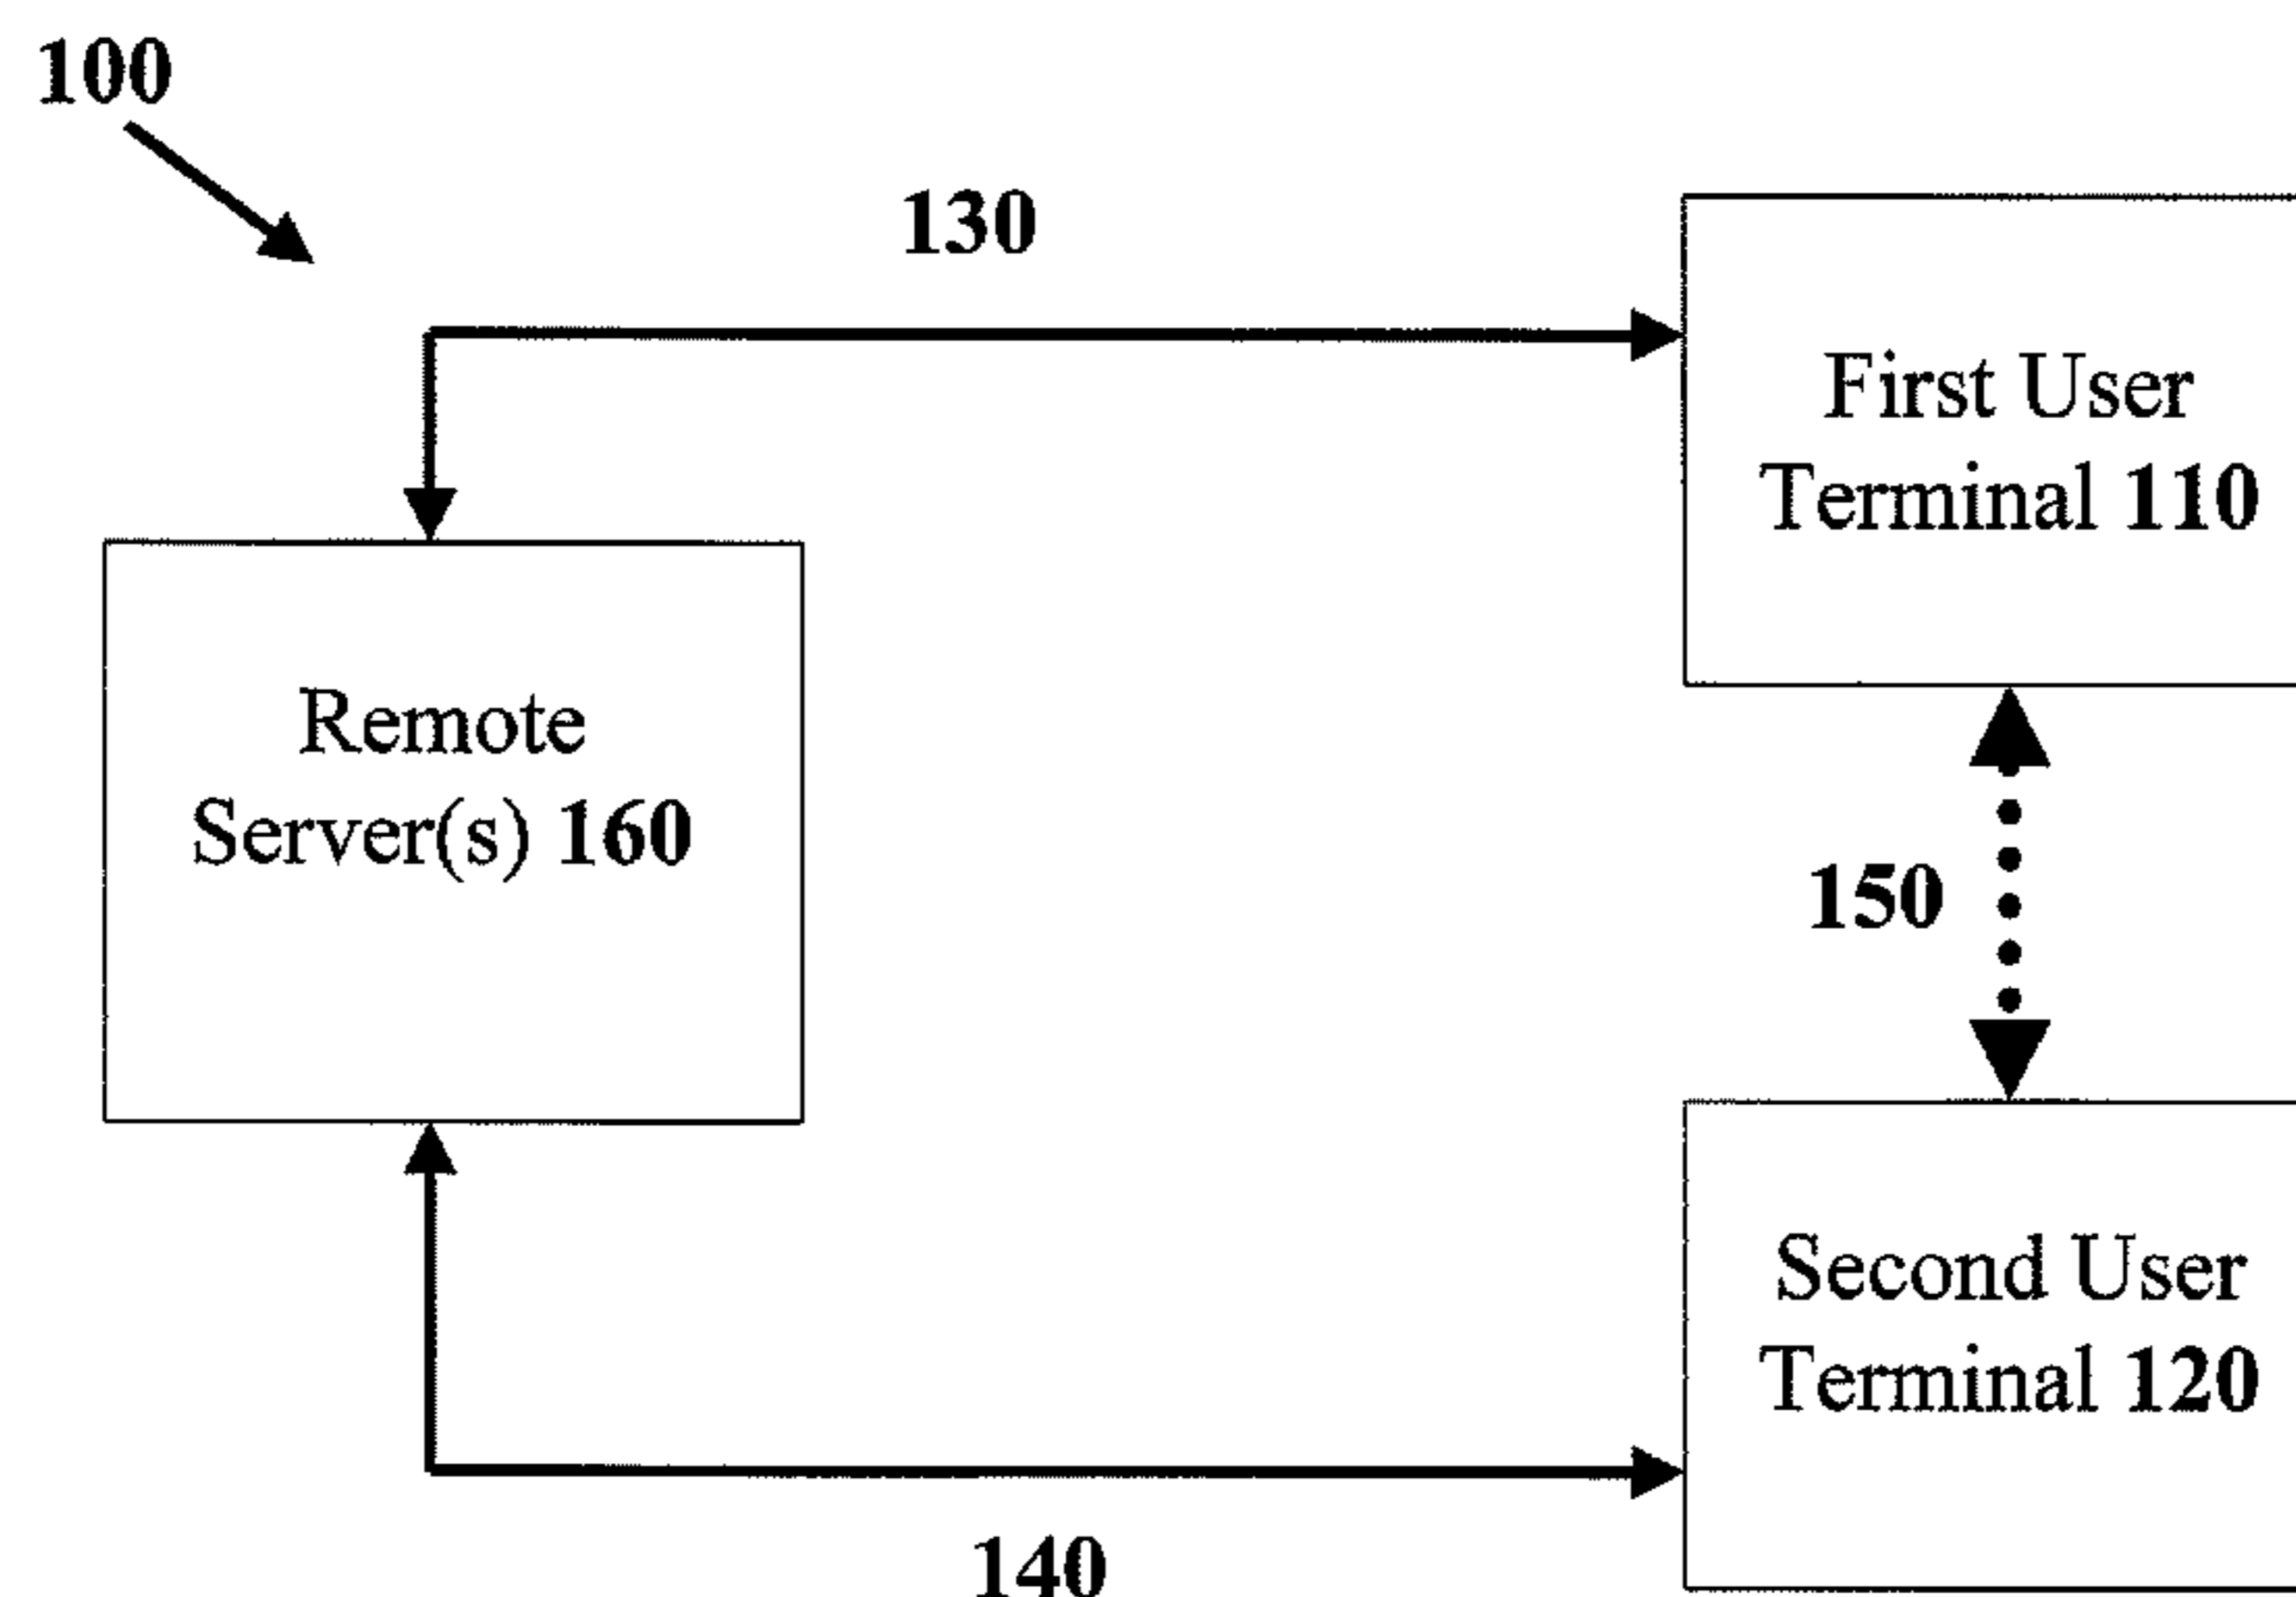 100
130
First User
Terminal 110
Remote
Server(s) 160
150
Second User
Terminal 120
140